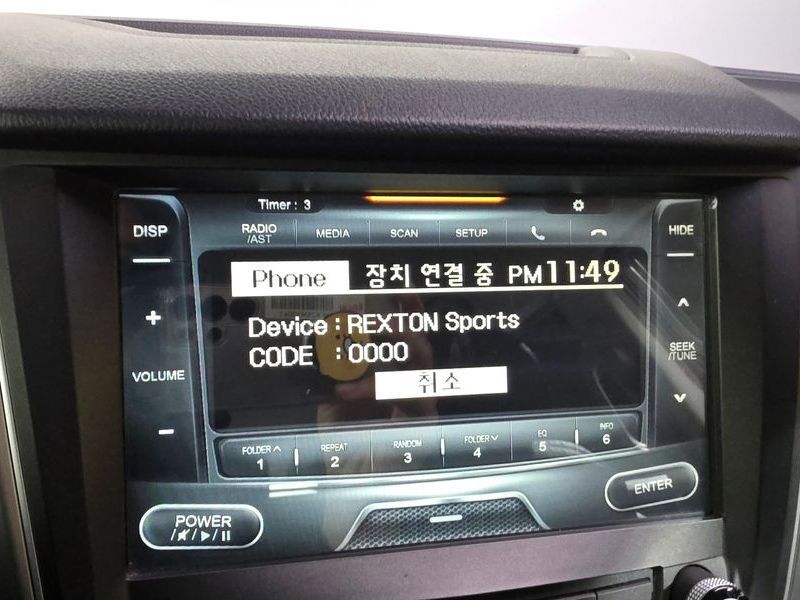 Timer : 3
DISP
RADIO
/AST
MEDIA
SCAN
SETUP
HIDE
Phone 장치 연결 중 PM 11:49
Device : REXTON Sports
CODE : 0000
취소
+
VOLUME
-
SEEK
/TUNE
FOLDER ∧
1
REPEAT
2
RANDOM
3
FOLDER ∨
4
EQ
5
INFO
6
POWER
ENTER